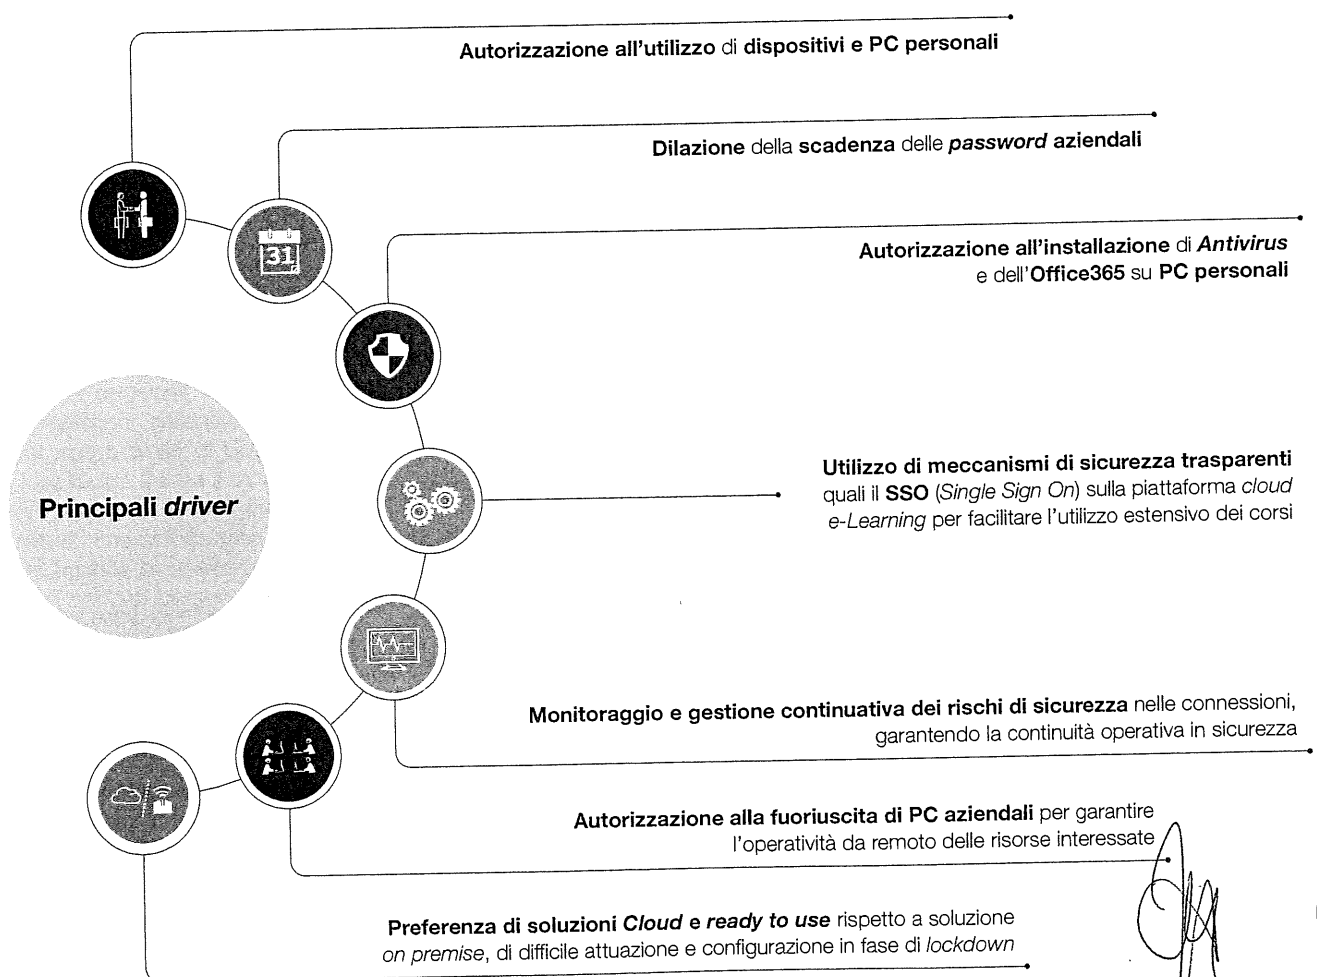 Autorizzazione all'utilizzo di dispositivi e PC personali
Dilazione della scadenza delle password aziendali
31
Autorizzazione all'installazione di Antivirus
e dell'Office365 su PC personali
Principali driver
Utilizzo di meccanismi di sicurezza trasparenti
quali il SSO (Single Sign On) sulla piattaforma cloud
e-Learning per facilitare l'utilizzo estensivo dei corsi
Monitoraggio e gestione continuativa dei rischi di sicurezza nelle connessioni,
garantendo la continuità operativa in sicurezza
Autorizzazione alla fuoriuscita di PC aziendali per garantire
l'operatività da remoto delle risorse interessate
Preferenza di soluzioni Cloud e ready to use rispetto a soluzione
on premise, di difficile attuazione e configurazione in fase di lockdown